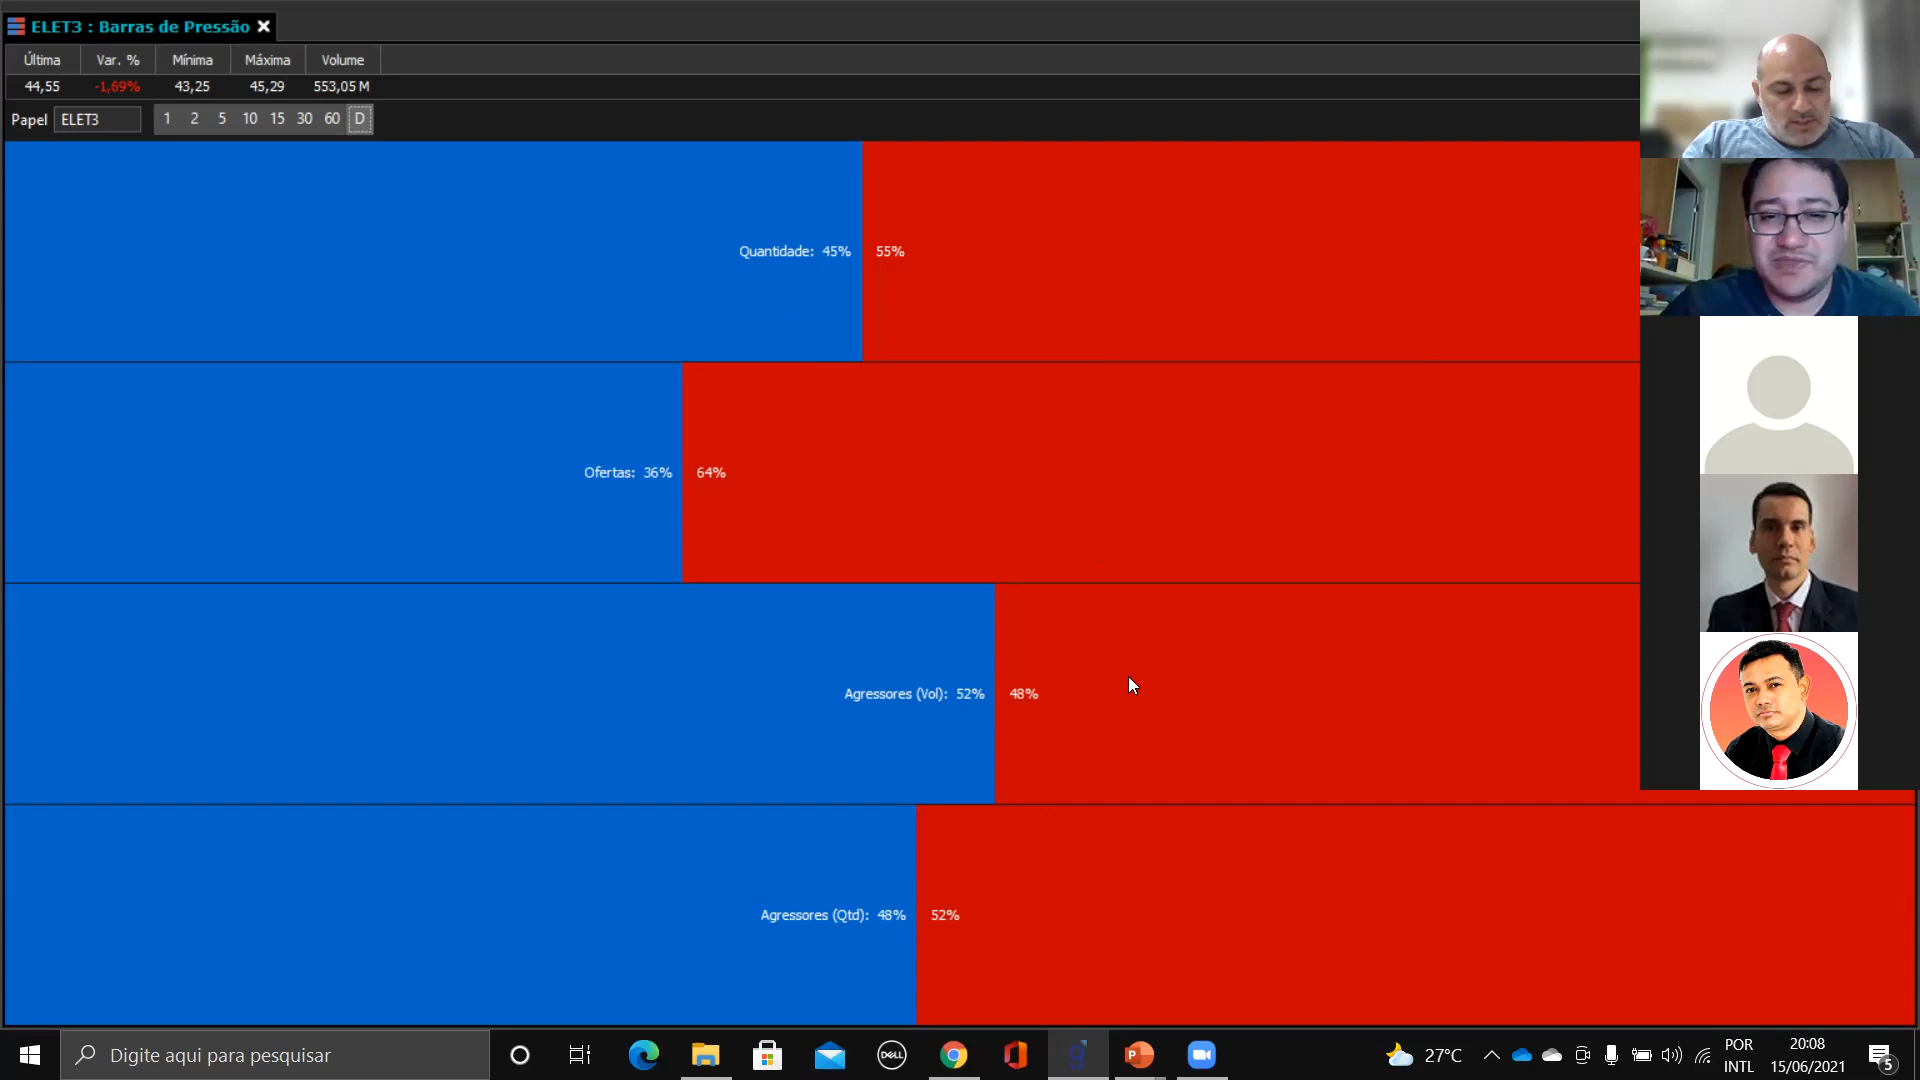 ELET3 : Barras de Pressão
Última Var. % Mínima Máxima Volume
44,55 -1,69% 43,25 45,29 553,05 M
Papel ELET3 1 2 5 10 15 30 60 D
Quantidade: 45% 55%
Ofertas: 36% 64%
Agressores (Vol): 52% 48%
Agressores (Qtd): 48% 52%
Digite aqui para pesquisar
DELL
P
27°C
POR
INTL
20:08
15/06/2021
5